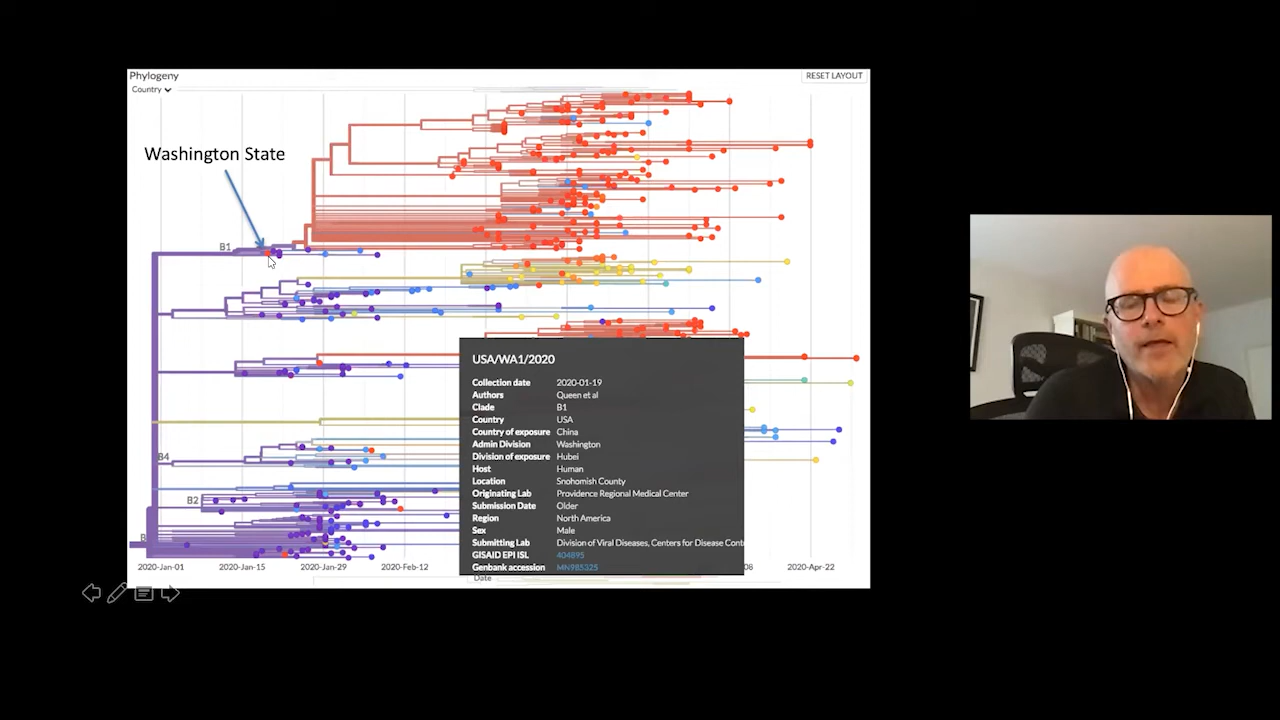 Phylogeny
RESET LAYOUT
Country
Washington State
B1
USA/WA1/2020
Collection date 2020-01-19
Authors Queen et al
Clade B1
Country USA
Country of exposure China
Admin Division Washington
B4
Division of exposure Hubei
Host Human
Location Snohomish County
B2
Originating Lab Providence Regional Medical Center
Submission Date Older
Region North America
Sex Male
B
Submitting Lab Division of Viral Diseases, Centers for Disease Cont
GISAID EPI ISL 404895
Genbank accession MN985325
2020-Jan-01 2020-Jan-15 2020-Jan-29 2020-Feb-12 08 2020-Apr-22
Date